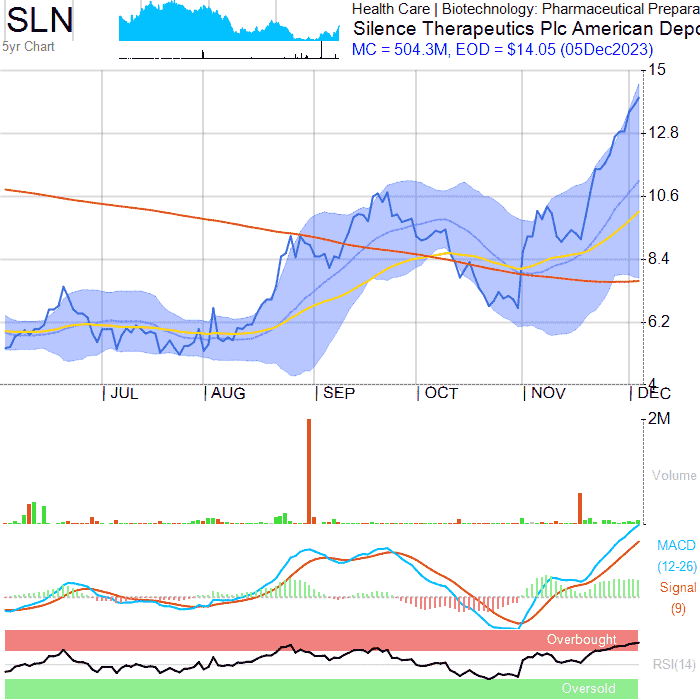 SLN
5yr Chart
Health Care | Biotechnology: Pharmaceutical Prepara
Silence Therapeutics Plc American Depo
MC = 504.3M, EOD = $14.05 (05Dec2023)
15
12.8
10.6
8.4
6.2
4
JUL AUG SEP OCT NOV DEC
2M
Volume
MACD
(12-26)
Signal
(9)
Overbought
RSI(14)
Oversold